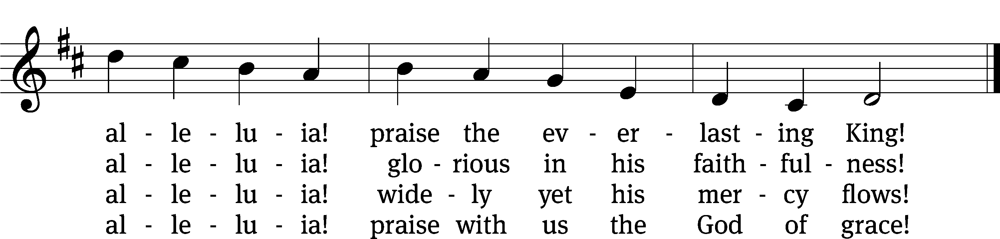 al - le - lu - ia! praise the ev - er - last - ing King!
al - le - lu - ia! glo - rious in his faith - ful - ness!
al - le - lu - ia! wide - ly yet his mer - cy flows!
al - le - lu - ia! praise with us the God of grace!